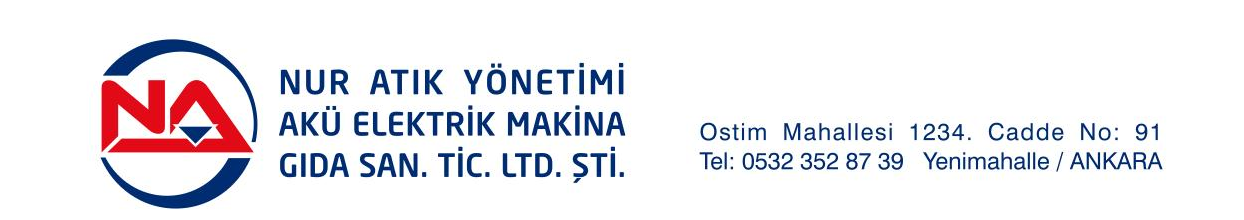 NA
NUR ATIK YÖNETİMİ
AKÜ ELEKTRİK MAKİNA
GIDA SAN. TİC. LTD. ŞTİ.
Ostim Mahallesi 1234. Cadde No: 91
Tel: 0532 352 87 39 Yenimahalle / ANKARA